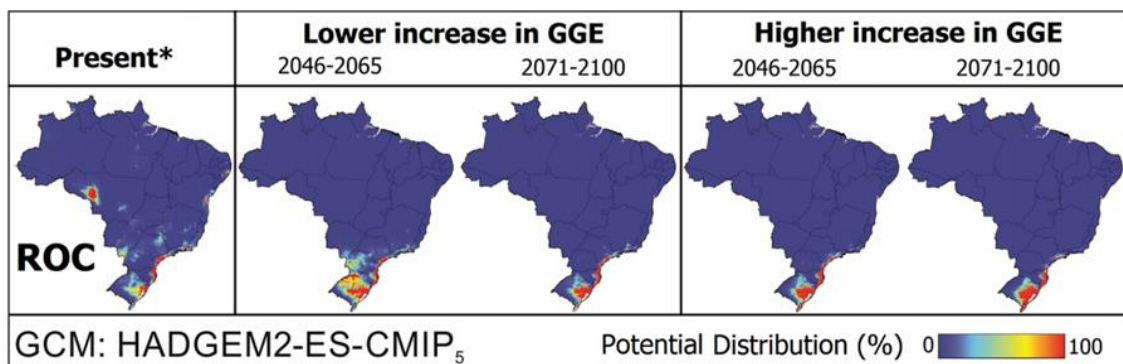 Present*
Lower increase in GGE
2046-2065 2071-2100
Higher increase in GGE
2046-2065 2071-2100
ROC
GCM: HADGEM2-ES-CMIP5
Potential Distribution (%) 0 100